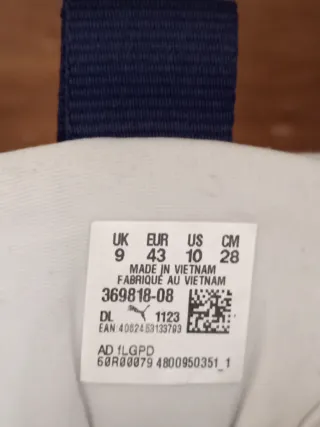 UK EUR US CM
9 43 10 28
MADE IN VIETNAM
FABRIQUÉ AU VIETNAM
369818-08
DL 1123
EAN 4062453133793
AD fLGPD
60R00079 4800950351_1